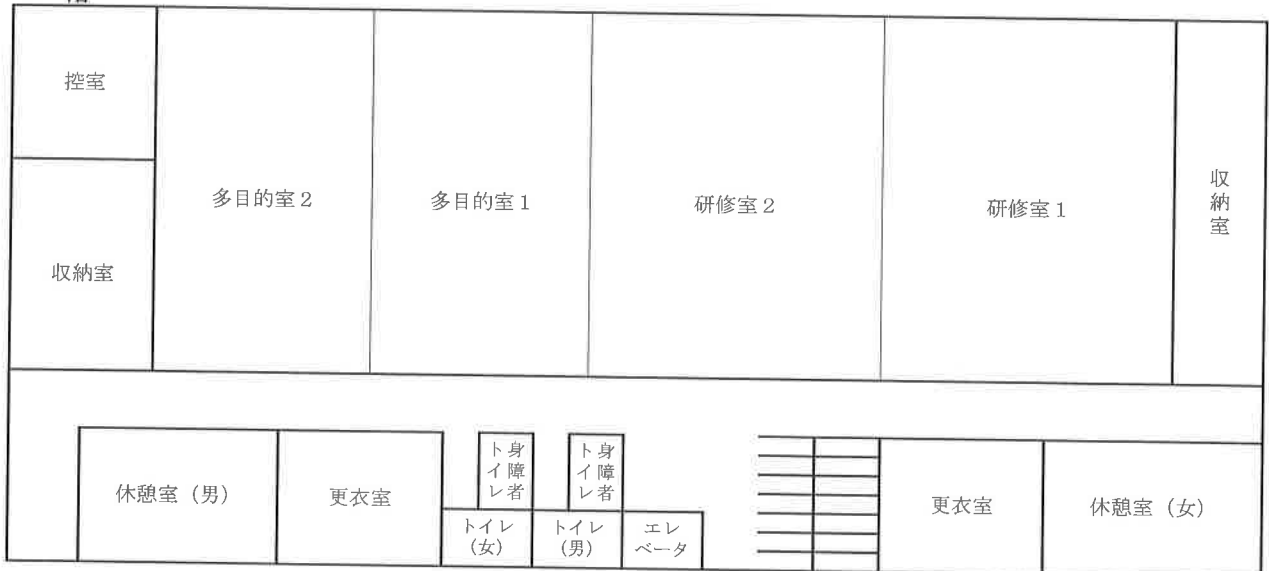 控室
多目的室2
多目的室1
研修室2
研修室1
収納室
収納室
身障者
トイレ
身障者
トイレ
休憩室（男）
更衣室
トイレ
（女）
トイレ
（男）
エレ
ベータ
更衣室
休憩室（女）